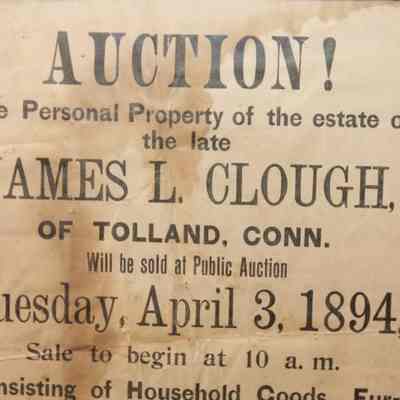 AUCTION!
e Personal Property of the estate o
the late
AMES L. CLOUGH,
OF TOLLAND, CONN.
Will be sold at Public Auction
uesday, April 3, 1894,
Sale to begin at 10 a. m.
nsisting of Household Goods, Fur